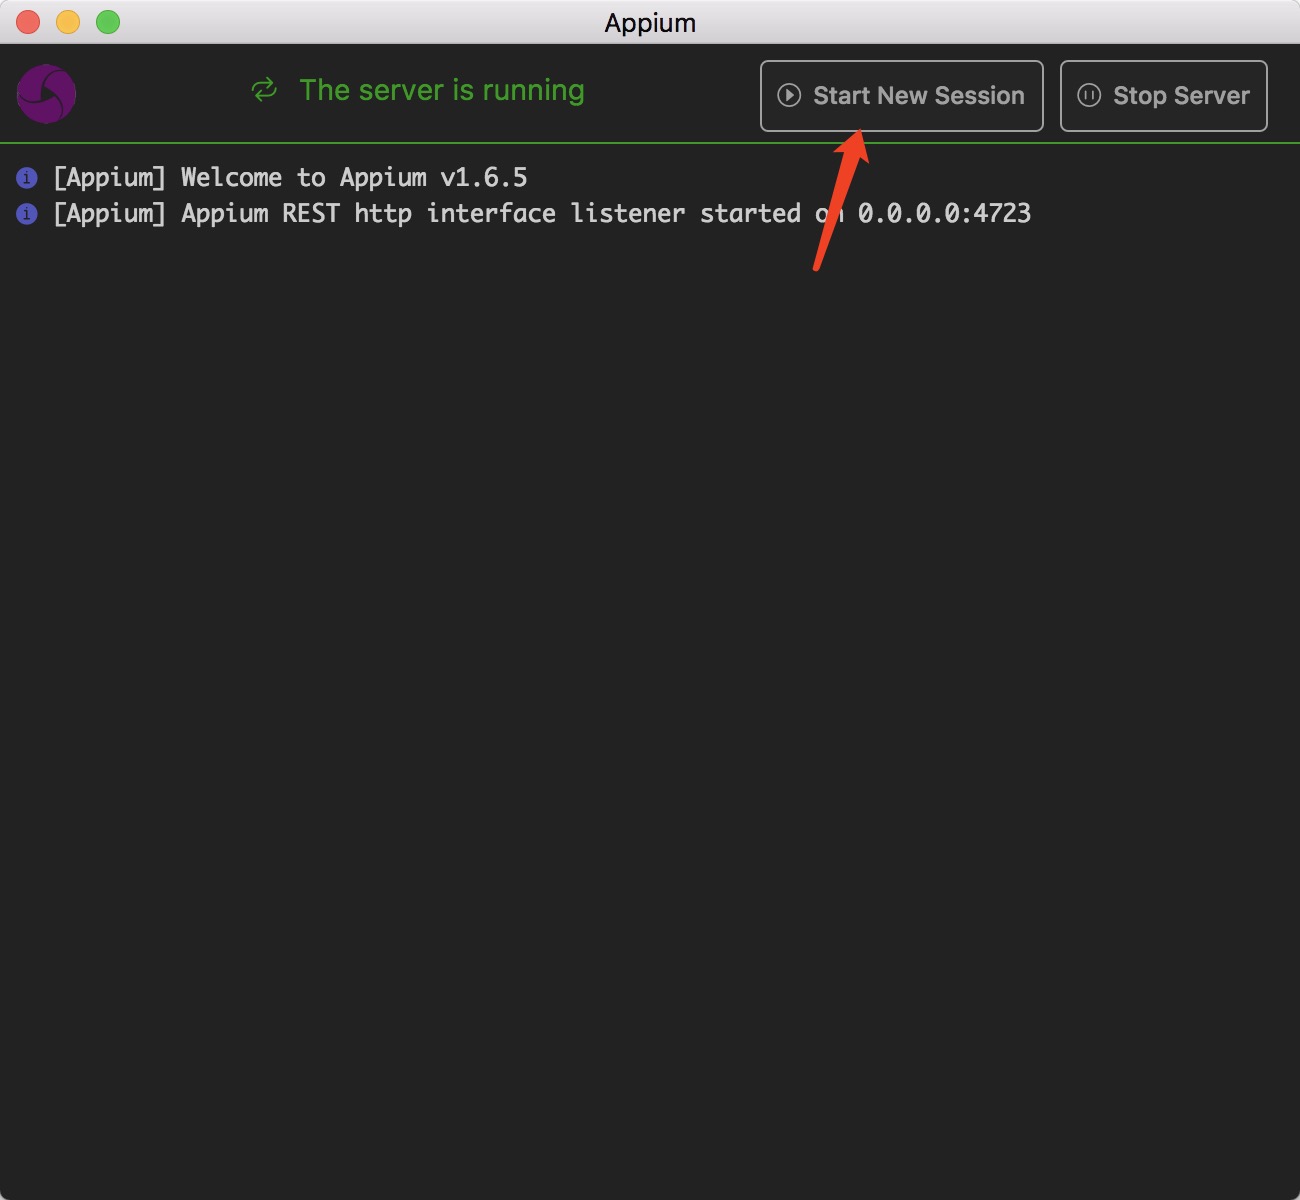 Appium
The server is running
Start New Session
Stop Server
[Appium] Welcome to Appium v1.6.5
[Appium] Appium REST http interface listener started on 0.0.0.0:4723